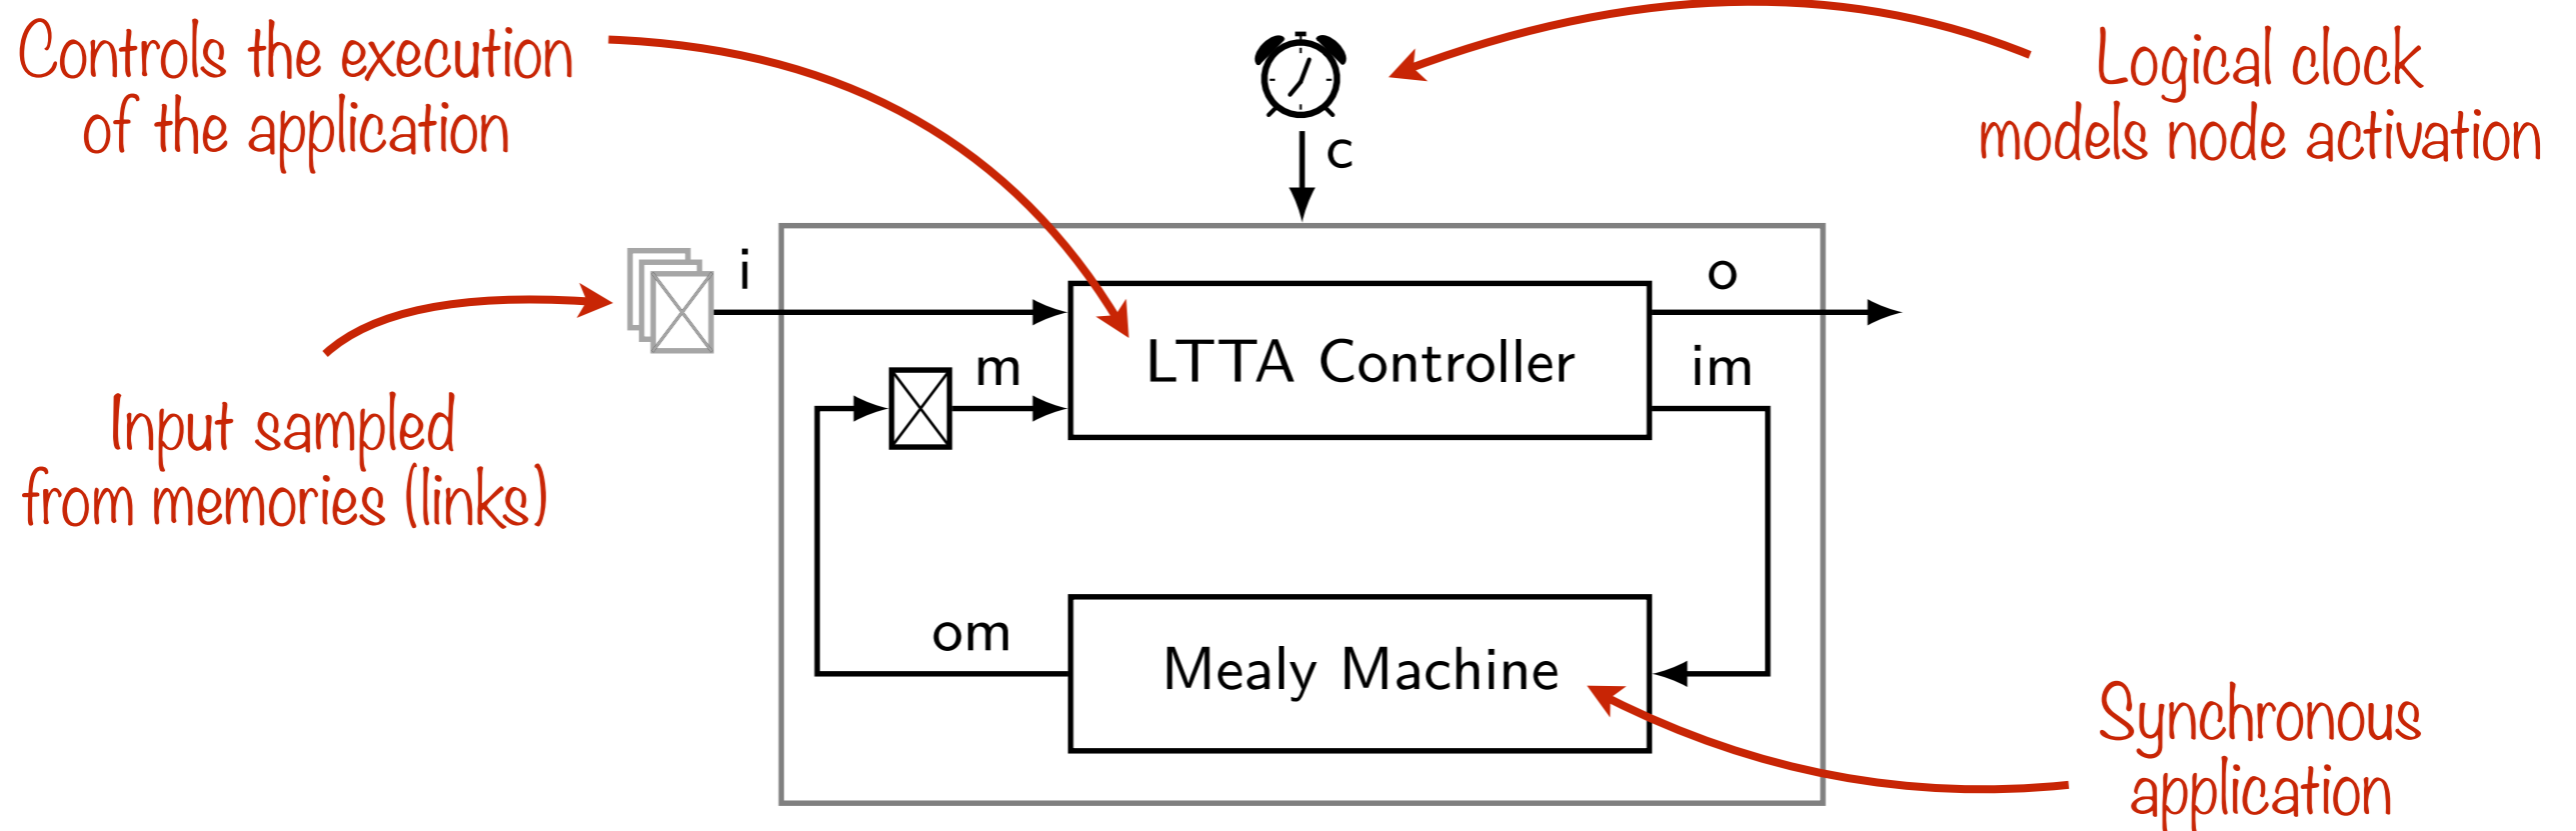 Controls the execution
of the application
Logical clock
models node activation
c
i
o
LTTA Controller
m
im
Input sampled
from memories (links)
om
Mealy Machine
Synchronous
application